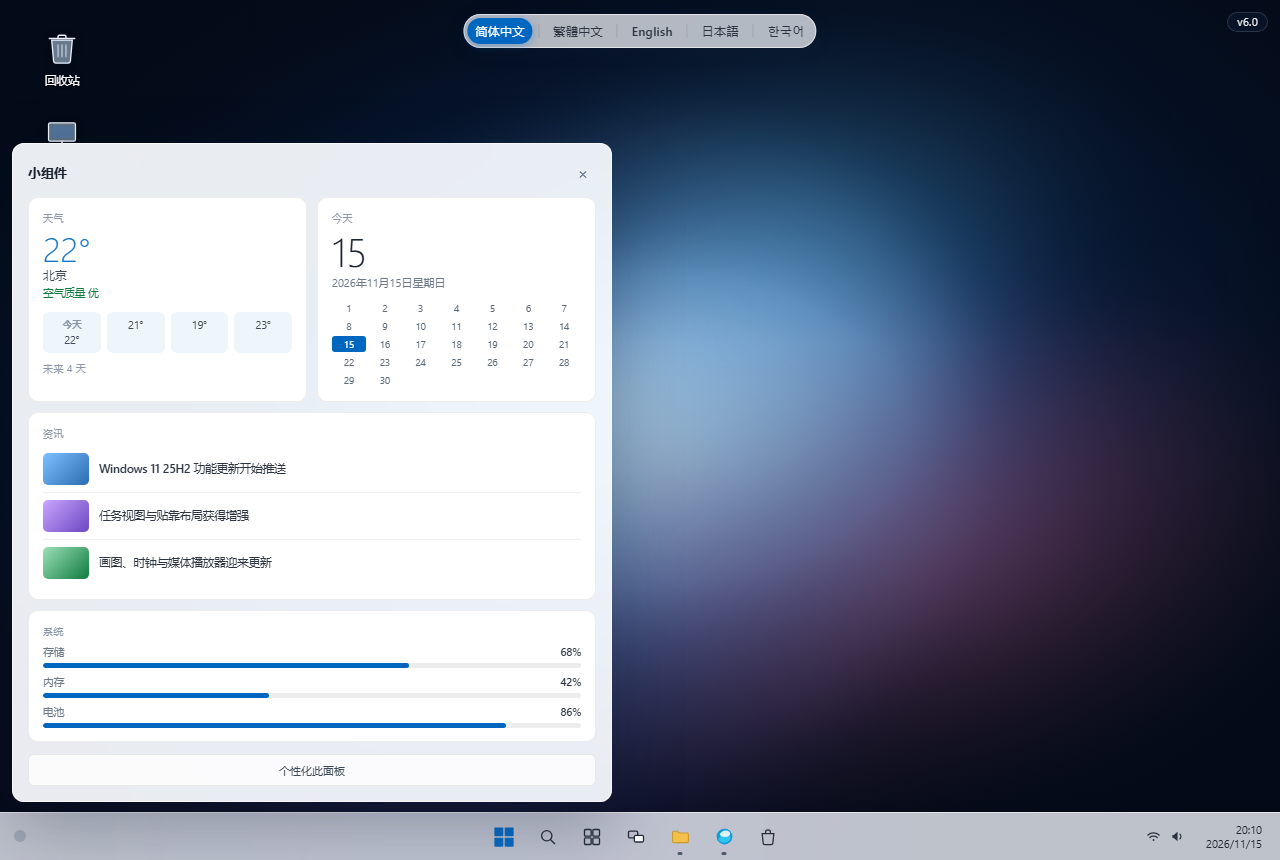 简体中文 繁體中文 English 日本語 한국어
v6.0
回收站
小组件
×
天气
22°
北京
空气质量 优
今天 21° 19° 23°
22°
未来 4 天
今天
15
2026年11月15日星期日
1 2 3 4 5 6 7
8 9 10 11 12 13 14
15 16 17 18 19 20 21
22 23 24 25 26 27 28
29 30
资讯
Windows 11 25H2 功能更新开始推送
任务视图与贴靠布局获得增强
画图、时钟与媒体播放器迎来更新
系统
存储 68%
内存 42%
电池 86%
个性化此面板
20:10
2026/11/15